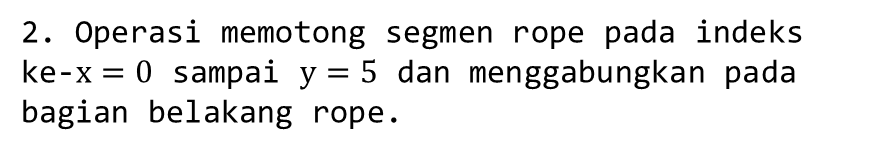 2. Operasi memotong segmen rope pada indeks
ke-x = 0 sampai y = 5 dan menggabungkan pada
bagian belakang rope.